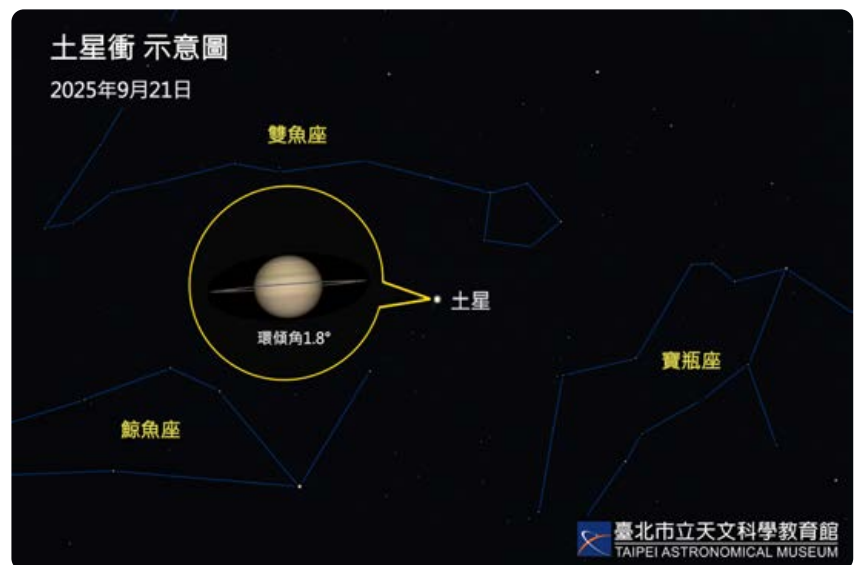 土星衝 示意圖
2025年9月21日
雙魚座
土星
環傾角1.8°
寶瓶座
鯨魚座
臺北市立天文科學教育館
TAIPEI ASTRONOMICAL MUSEUM